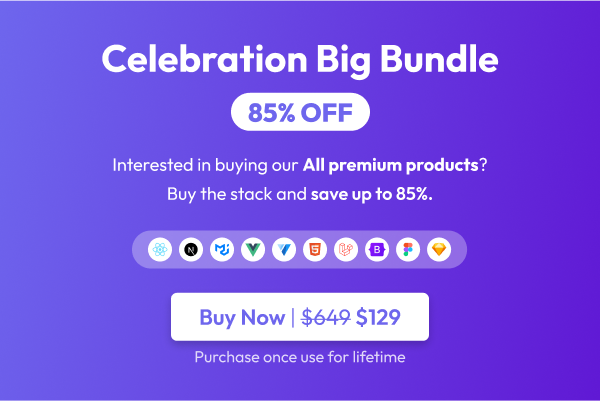 Celebration Big Bundle
85% OFF
Interested in buying our All premium products?
Buy the stack and save up to 85%.
N
5
B
Buy Now | $649 $129
Purchase once use for lifetime